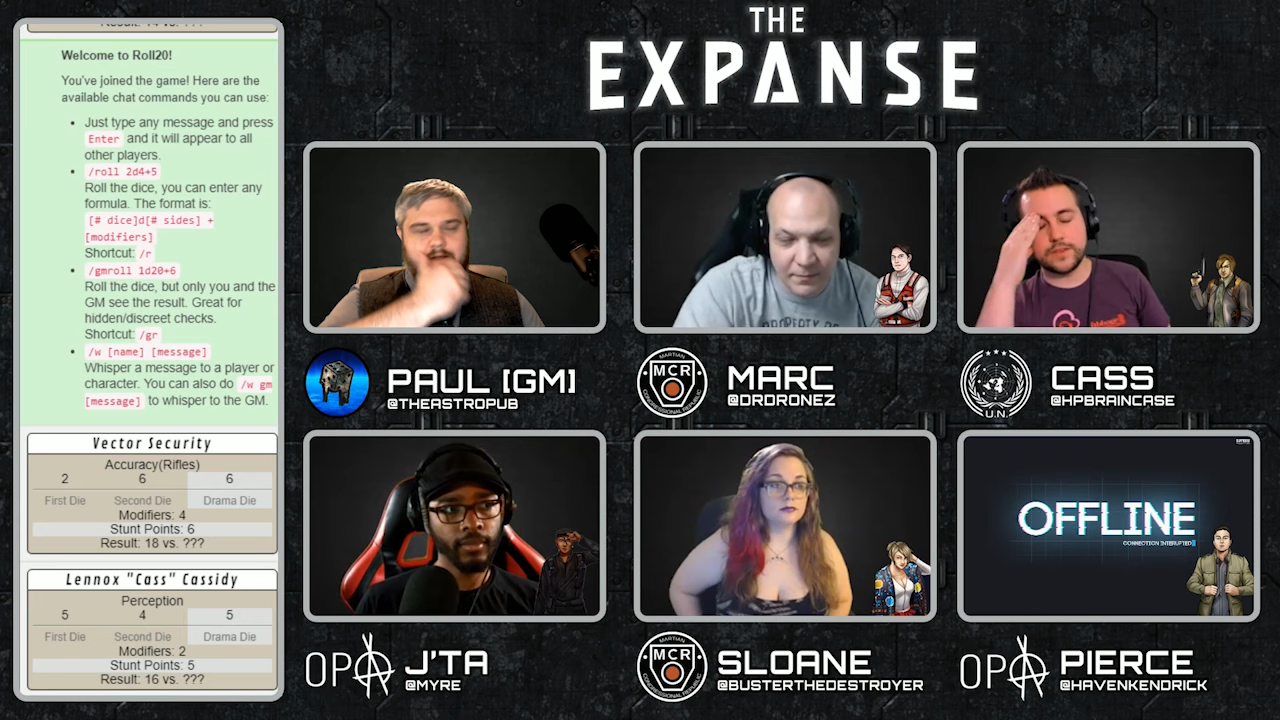 Welcome to Roll20!
You've joined the game! Here are the
available chat commands you can use:
Just type any message and press
Enter and it will appear to all
other players.
/roll 2d4+5
Roll the dice, you can enter any
formula. The format is:
[# dice]d[# sides] +
[modifiers]
Shortcut: /r
/gmroll 1d20+6
Roll the dice, but only you and the
GM see the result. Great for
hidden/discreet checks.
Shortcut: /gr
/w [name] [message]
Whisper a message to a player or
character. You can also do /w gm
[message] to whisper to the GM.
Vector Security
Accuracy(Rifles)
2 6 6
First Die Second Die Drama Die
Modifiers: 4
Stunt Points: 6
Result: 18 vs. ???
Lennox "Cass" Cassidy
Perception
5 4 5
First Die Second Die Drama Die
Modifiers: 2
Stunt Points: 5
Result: 16 vs. ???
THE
EXPANSE
PROPERTY
PAUL [GM]
@THEASTROPUB
MARTIAN
MCR
CONGRESSIONAL REPUBLIC
MARC
@DRDRONEZ
U.N.
CASS
@HPBRAINCASE
OFFLINE
CONNECTION INTERUPTED
OPA
J'TA
@MYRE
MARTIAN
MCR
CONGRESSIONAL REPUBLIC
SLOANE
@BUSTERTHEDESTROYER
OPA
PIERCE
@HAVENKENDRICK